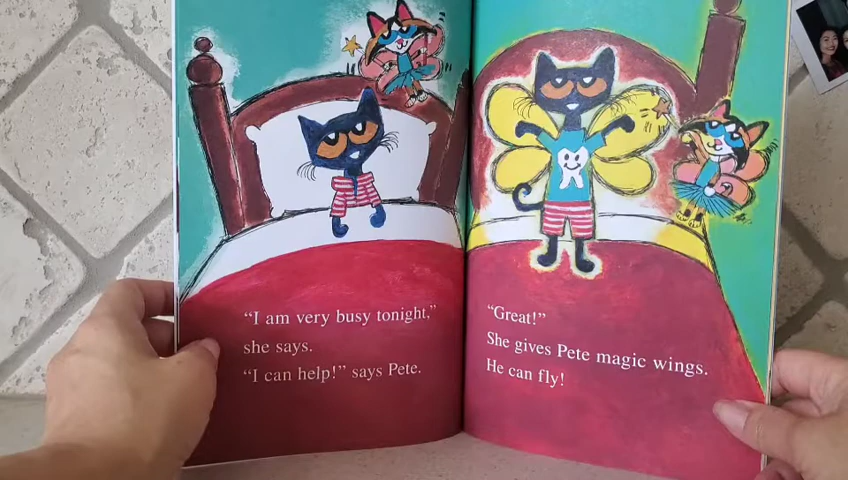 “I am very busy tonight,”
she says.
“I can help!” says Pete.
“Great!”
She gives Pete magic wings.
He can fly!